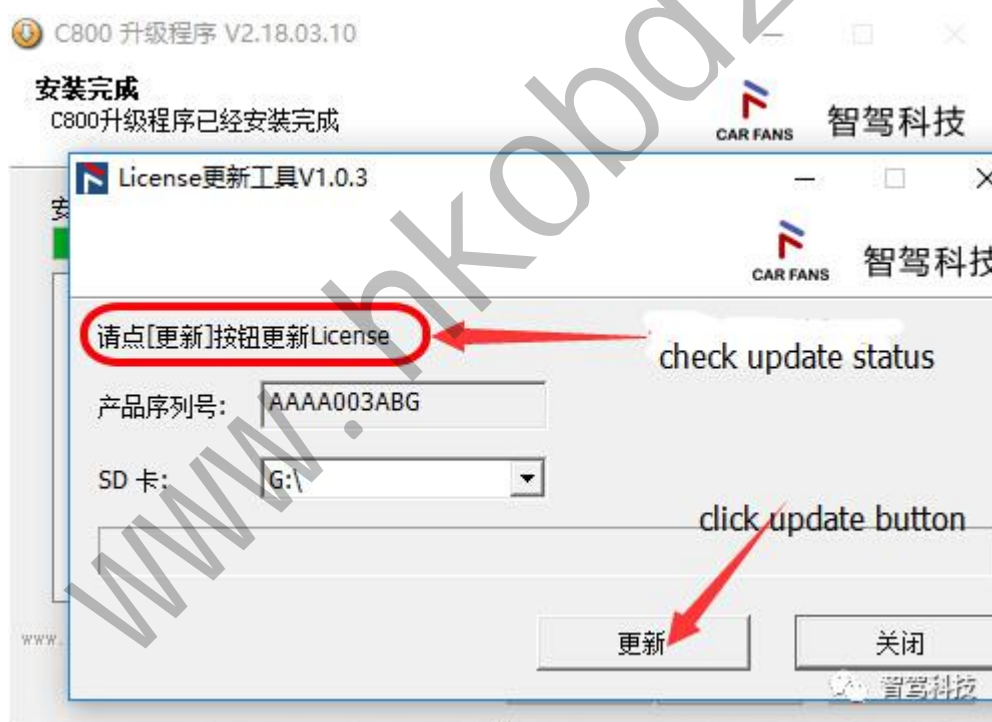 C800 升级程序 V2.18.03.10
安装完成
C800升级程序已经安装完成
CAR FANS 智驾科技
License更新工具V1.0.3
安
CAR FANS 智驾科技
请点[更新]按钮更新License
check update status
产品序列号: AAAA003ABG
SD 卡: G:\
click update button
www.
更新 关闭
智驾科技
www.hkobd2